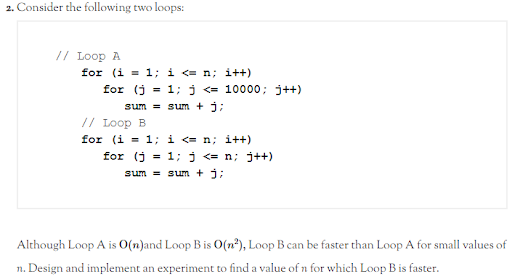 2. Consider the following two loops:
// Loop A
for (i = 1; i <= n; i++)
for (j = 1; j <= 10000; j++)
sum = sum + j;
// Loop B
for (i = 1; i <= n; i++)
for (j = 1; j <= n; j++)
sum = sum + j;
Although Loop A is O(n)and Loop B is O(n²), Loop B can be faster than Loop A for small values of
n. Design and implement an experiment to find a value of n for which Loop B is faster.